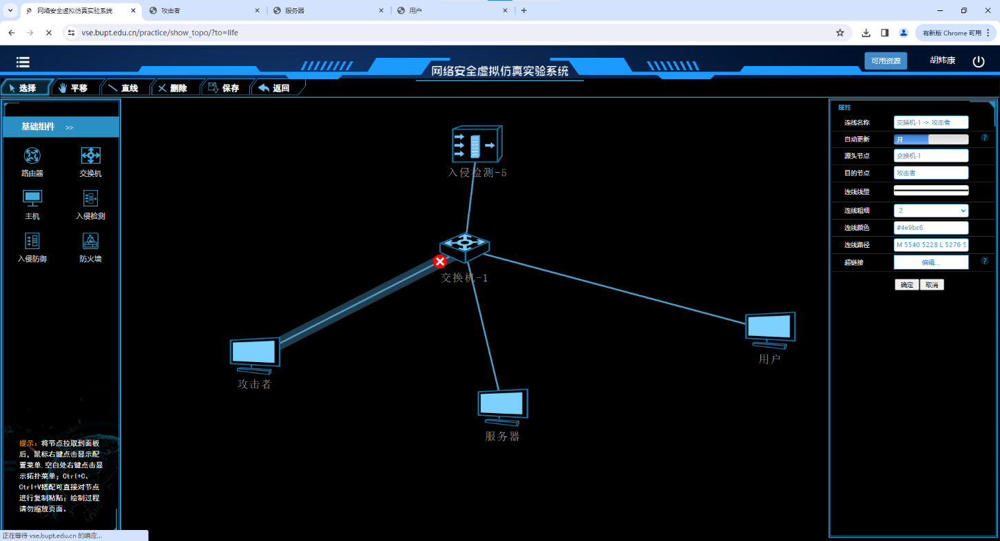 网络安全虚拟仿真实验系统
攻击者
服务器
用户
vse.bupt.edu.cn/practice/show_topo/?to=life
有新版 Chrome 可用
网络安全虚拟仿真实验系统
可用资源
胡炜康
选择
平移
直线
删除
保存
返回
基础组件 >>
路由器
交换机
主机
入侵检测
入侵防御
防火墙
提示：将节点拉取到面板
后，鼠标右键点击显示配
置菜单,空白处右键点击显
示拓扑菜单；Ctrl+C、
Ctrl+V搭配可直接对节点
进行复制粘贴；绘制过程
请勿缩放页面。
正在等待 vse.bupt.edu.cn 的响应...
入侵检测-5
交换机-1
攻击者
服务器
用户
属性
连线名称 交换机-1 -> 攻击者
自动更新 开 ?
源头节点 交换机-1
目的节点 攻击者
连线线型
连线粗细 2
连线颜色 #4e9bc6
连线路径 M 5540 5228 L 5276 5
超链接 编辑... ?
确定 取消